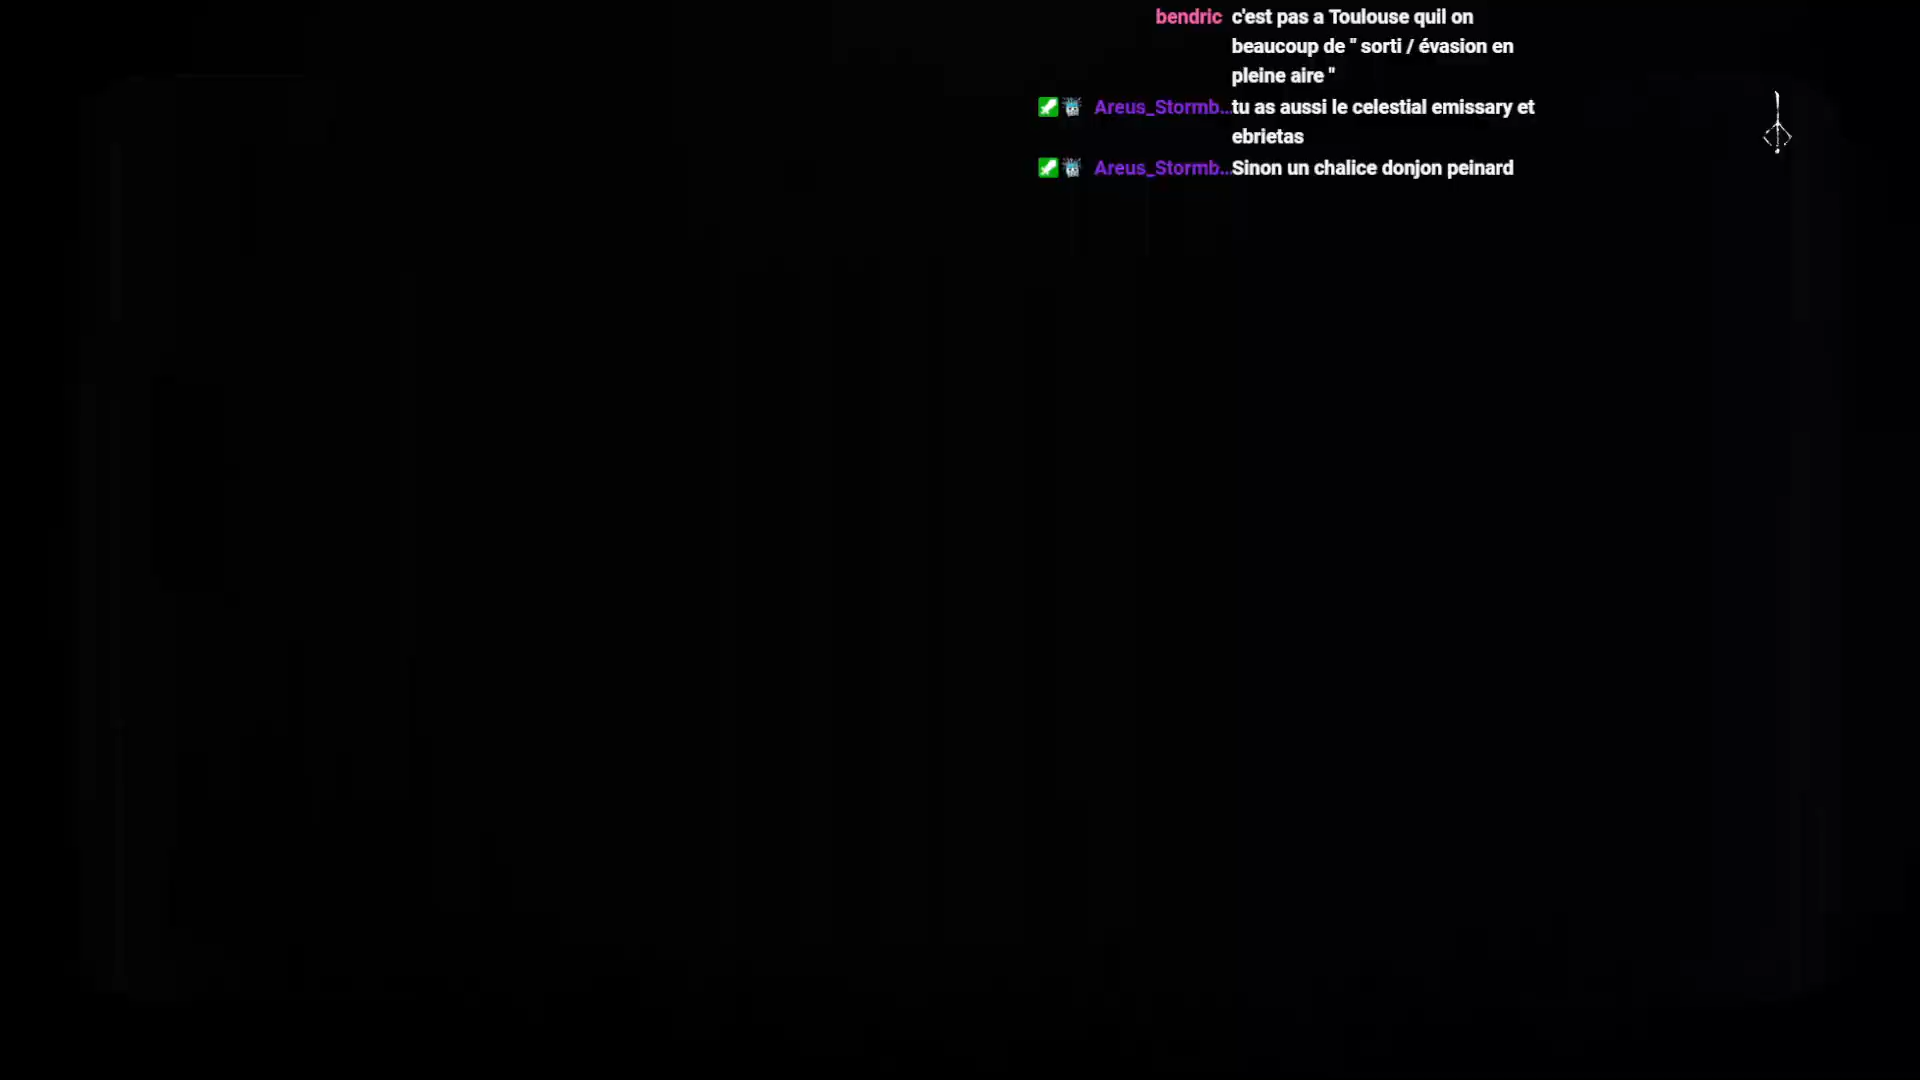 bendric c'est pas a Toulouse quil on
beaucoup de " sorti / évasion en
pleine aire "
Areus_Stormb... tu as aussi le celestial emissary et
ebrietas
Areus_Stormb... Sinon un chalice donjon peinard